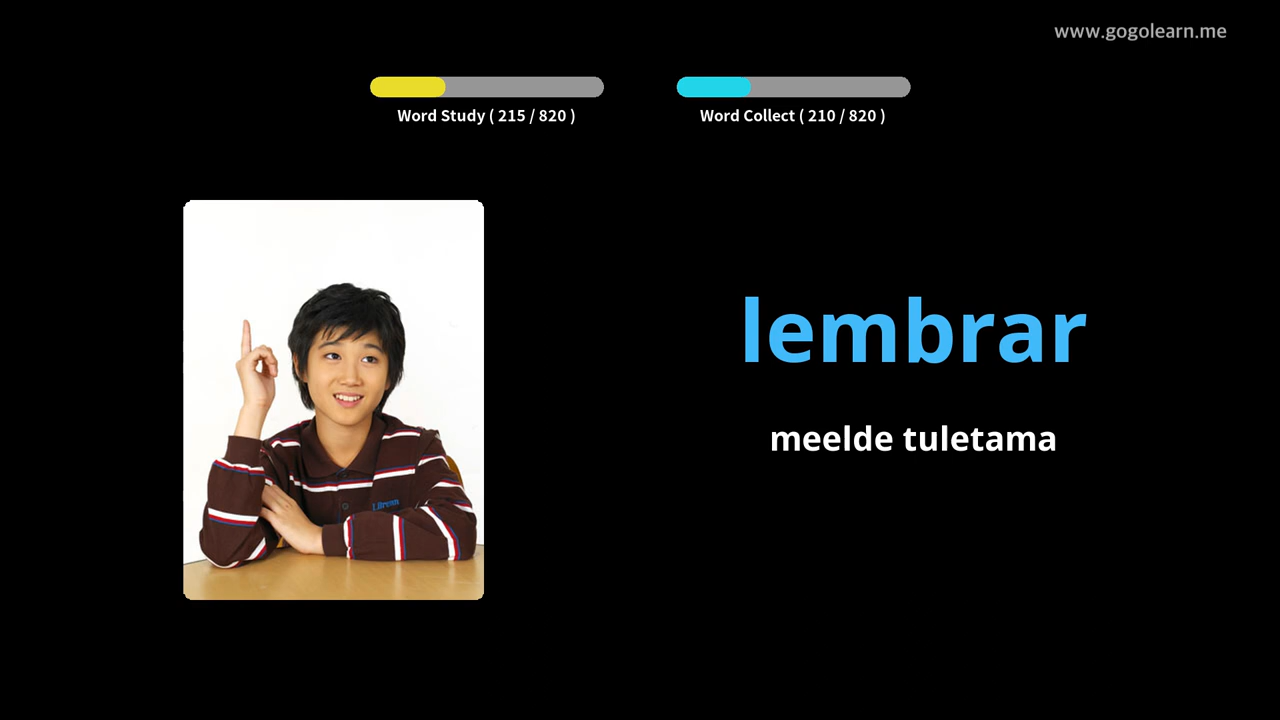 www.gogolearn.me
Word Study ( 215 / 820 )
Word Collect ( 210 / 820 )
lembrar
meelde tuletama